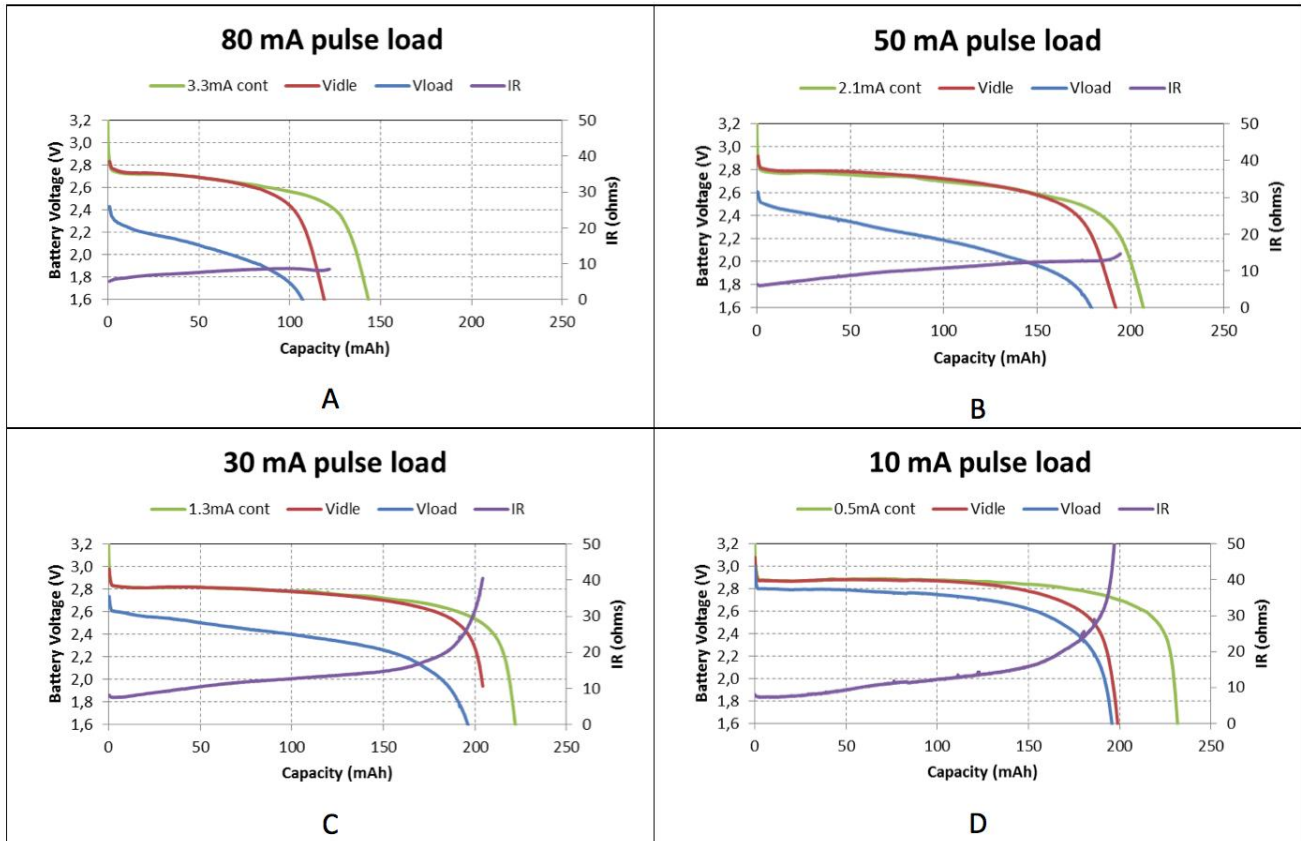 80 mA pulse load
3.3mA cont Vidle Vload IR
Battery Voltage (V)
3,2
3,0
2,8
2,6
2,4
2,2
2,0
1,8
1,6
50
40
30
20
10
0
IR (ohms)
0 50 100 150 200 250
Capacity (mAh)
A
50 mA pulse load
2.1mA cont Vidle Vload IR
Battery Voltage (V)
3,2
3,0
2,8
2,6
2,4
2,2
2,0
1,8
1,6
50
40
30
20
10
0
IR (ohms)
0 50 100 150 200 250
Capacity (mAh)
B
30 mA pulse load
1.3mA cont Vidle Vload IR
Battery Voltage (V)
3,2
3,0
2,8
2,6
2,4
2,2
2,0
1,8
1,6
50
40
30
20
10
0
IR (ohms)
0 50 100 150 200 250
Capacity (mAh)
C
10 mA pulse load
0.5mA cont Vidle Vload IR
Battery Voltage (V)
3,2
3,0
2,8
2,6
2,4
2,2
2,0
1,8
1,6
50
40
30
20
10
0
IR (ohms)
0 50 100 150 200 250
Capacity (mAh)
D